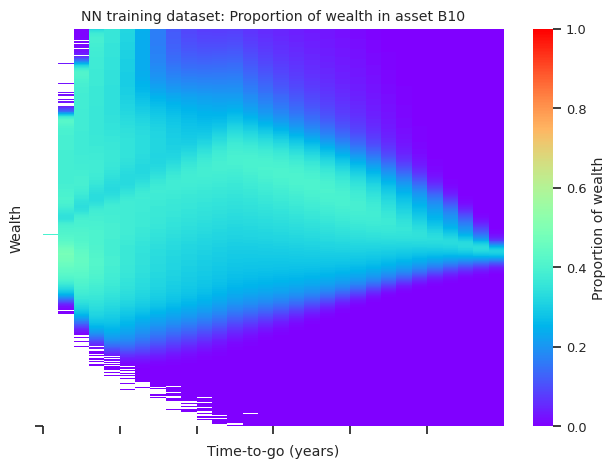 NN training dataset: Proportion of wealth in asset B10
Wealth
Time-to-go (years)
1.0
0.8
0.6
0.4
0.2
0.0
Proportion of wealth